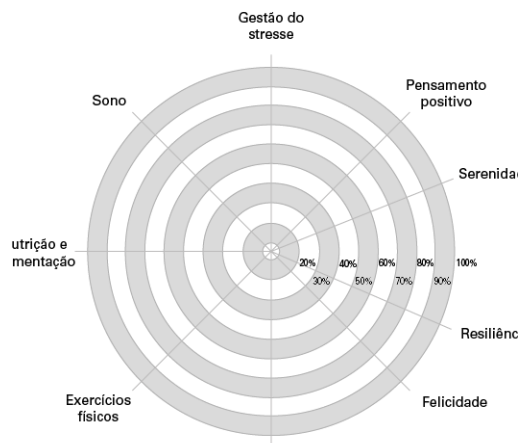 Gestão do
stresse
Pensamento
positivo
Sono
Serenidad
utrição e
mentação
20%
40%
60%
80%
100%
30%
50%
70%
90%
Resiliênc
Exercícios
físicos
Felicidade